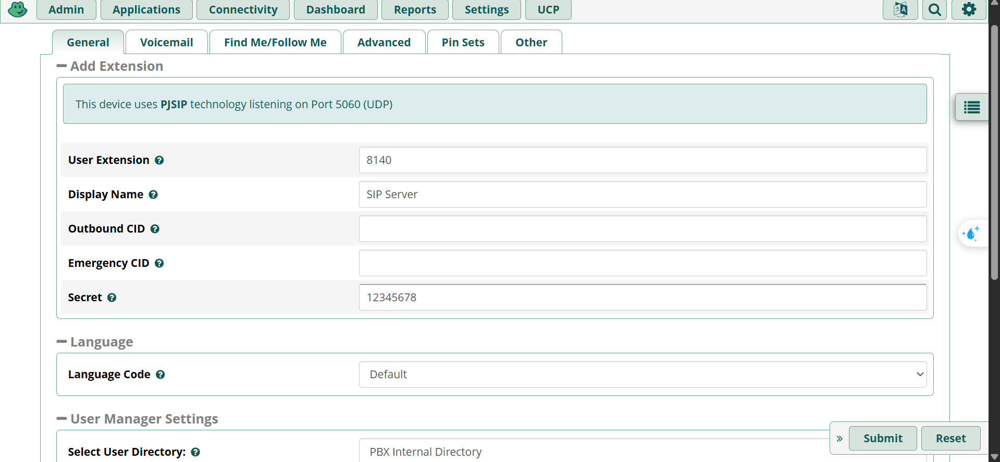 Admin Applications Connectivity Dashboard Reports Settings UCP
General Voicemail Find Me/Follow Me Advanced Pin Sets Other
Add Extension
This device uses PJSIP technology listening on Port 5060 (UDP)
User Extension 8140
Display Name SIP Server
Outbound CID
Emergency CID
Secret 12345678
Language
Language Code Default
User Manager Settings
Submit Reset
Select User Directory: PBX Internal Directory